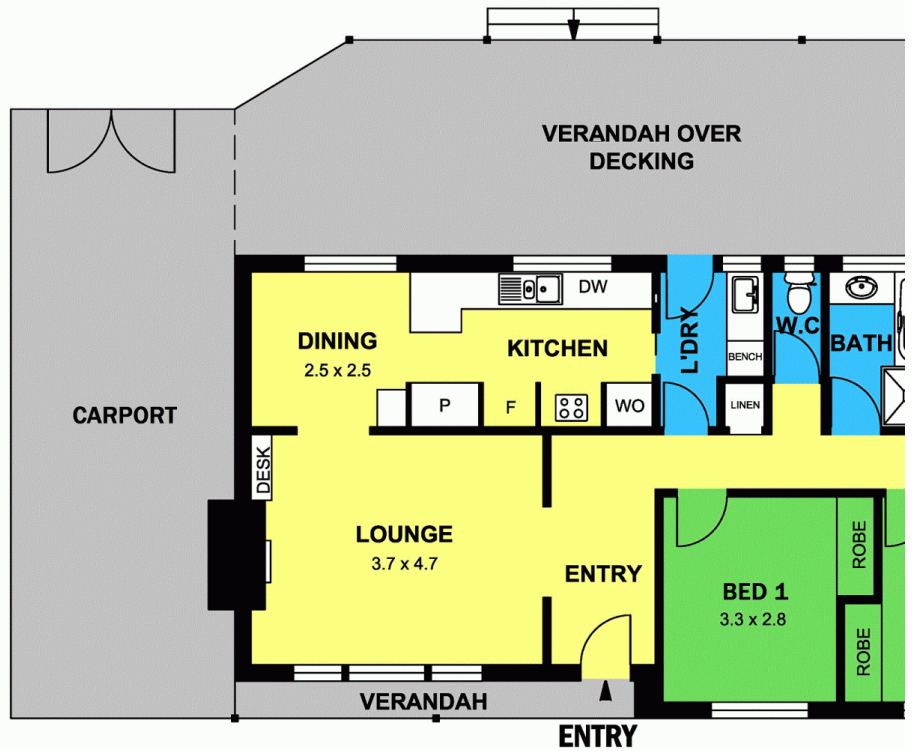 VERANDAH OVER
DECKING
DW
DINING
2.5 x 2.5
KITCHEN
L'DRY
BENCH
W.C
BATH
CARPORT
P
F
WO
LINEN
DESK
LOUNGE
3.7 x 4.7
ENTRY
BED 1
3.3 x 2.8
ROBE
ROBE
VERANDAH
ENTRY